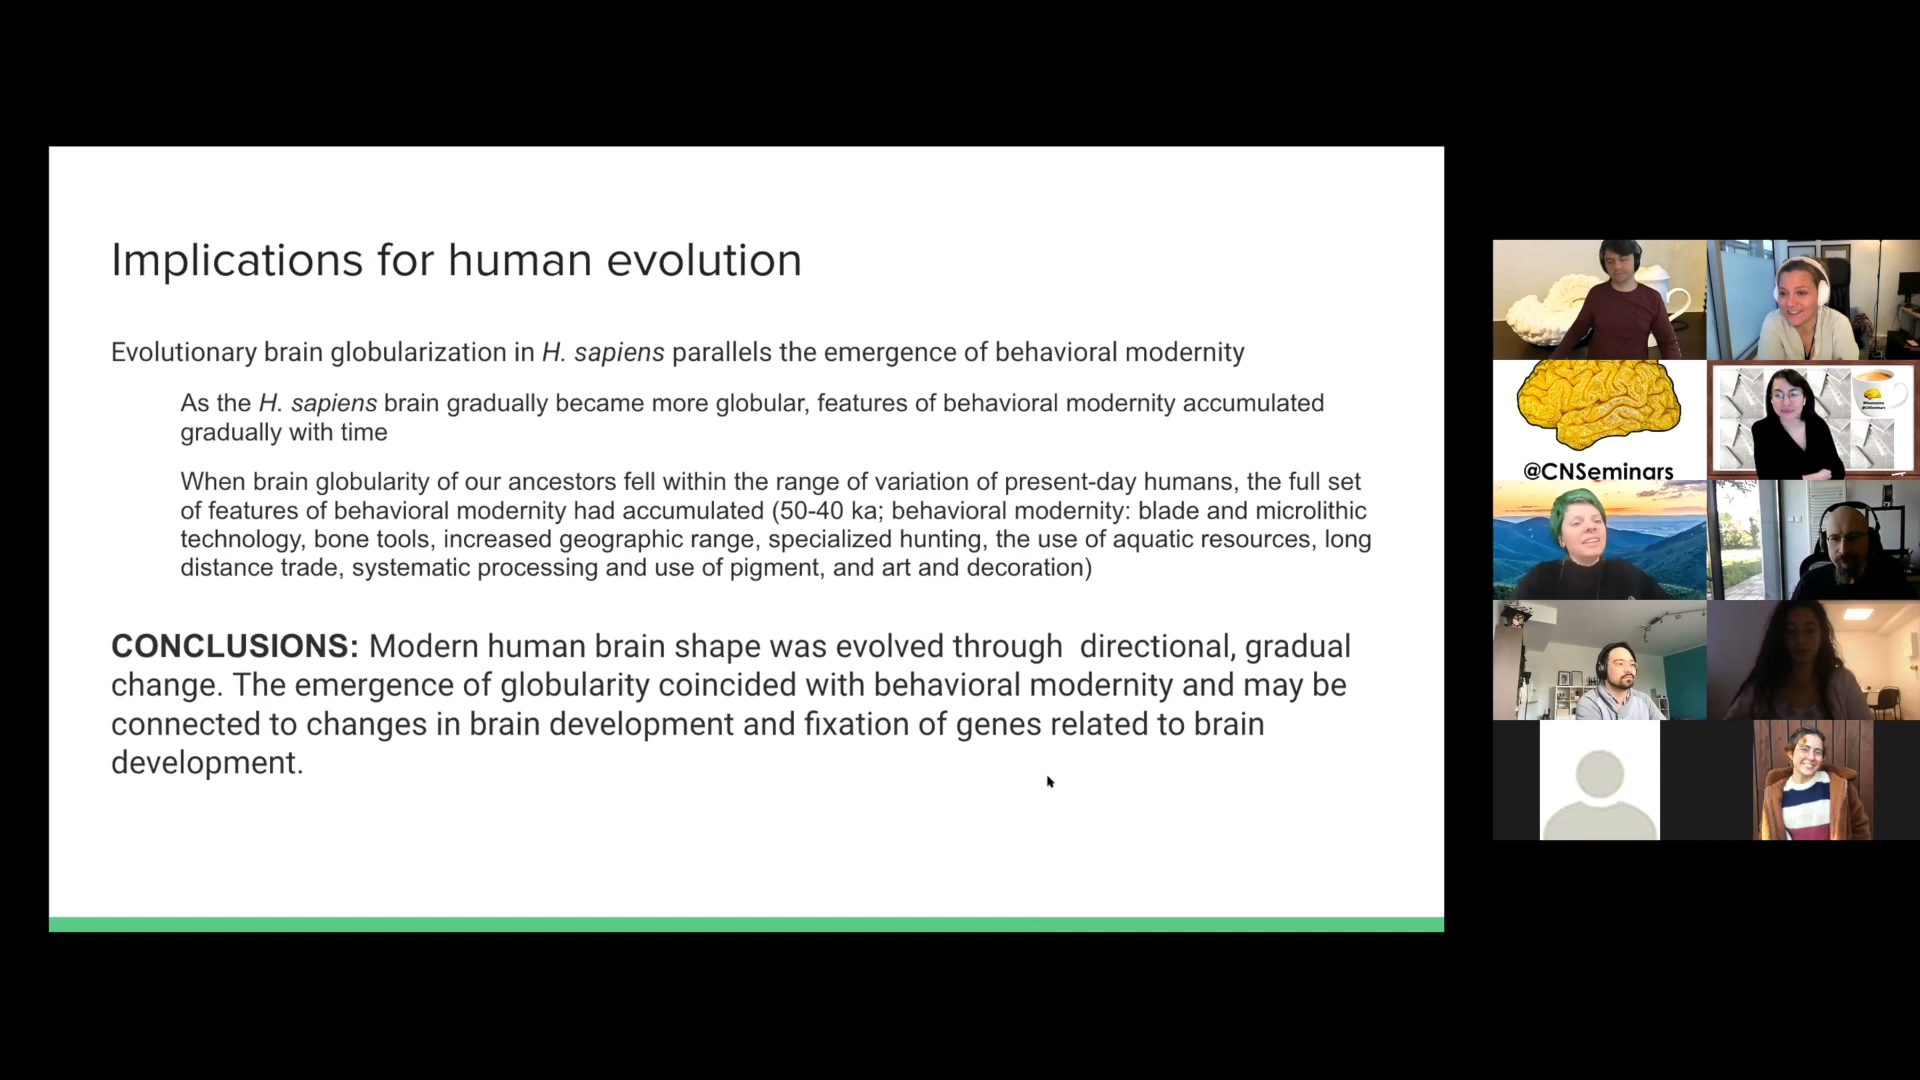 Implications for human evolution
Evolutionary brain globularization in H. sapiens parallels the emergence of behavioral modernity
As the H. sapiens brain gradually became more globular, features of behavioral modernity accumulated
gradually with time
When brain globularity of our ancestors fell within the range of variation of present-day humans, the full set
of features of behavioral modernity had accumulated (50-40 ka; behavioral modernity: blade and microlithic
technology, bone tools, increased geographic range, specialized hunting, the use of aquatic resources, long
distance trade, systematic processing and use of pigment, and art and decoration)
CONCLUSIONS: Modern human brain shape was evolved through  directional, gradual
change. The emergence of globularity coincided with behavioral modernity and may be
connected to changes in brain development and fixation of genes related to brain
development.
@CNSeminars